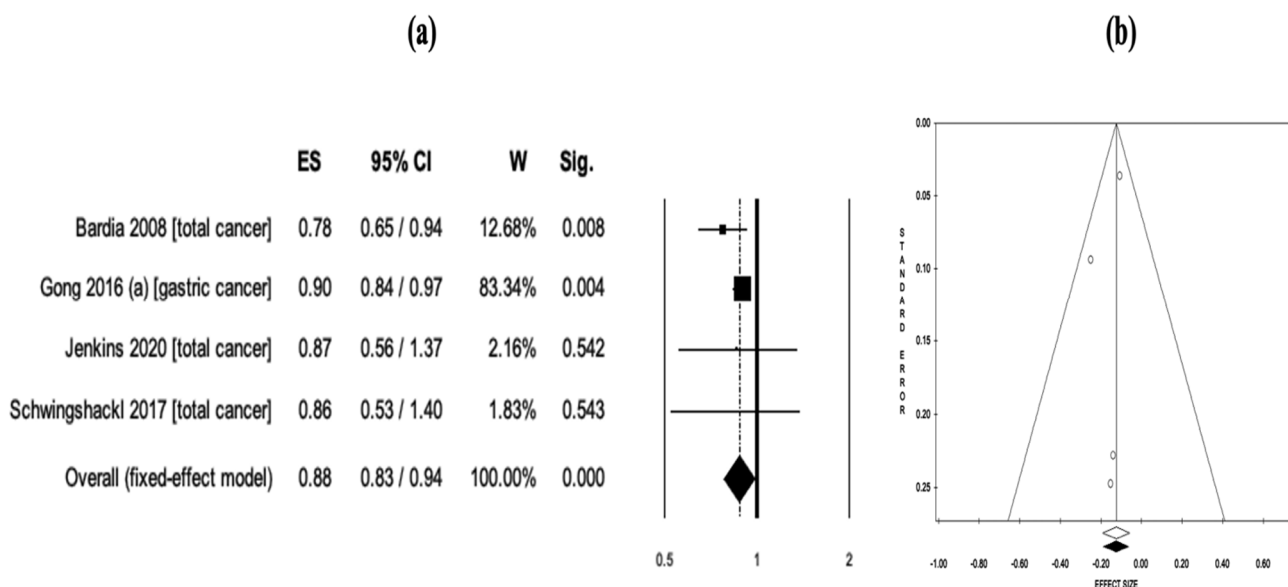 (a)
(b)
ES 95% CI W Sig.
Bardia 2008 [total cancer] 0.78 0.65 / 0.94 12.68% 0.008
Gong 2016 (a) [gastric cancer] 0.90 0.84 / 0.97 83.34% 0.004
Jenkins 2020 [total cancer] 0.87 0.56 / 1.37 2.16% 0.542
Schwingshackl 2017 [total cancer] 0.86 0.53 / 1.40 1.83% 0.543
Overall (fixed-effect model) 0.88 0.83 / 0.94 100.00% 0.000
0.5 1 2
STANDARD ERROR
0.00
0.05
0.10
0.15
0.20
0.25
-1.00 -0.80 -0.60 -0.40 -0.20 0.00 0.20 0.40 0.60
EFFECT SIZE